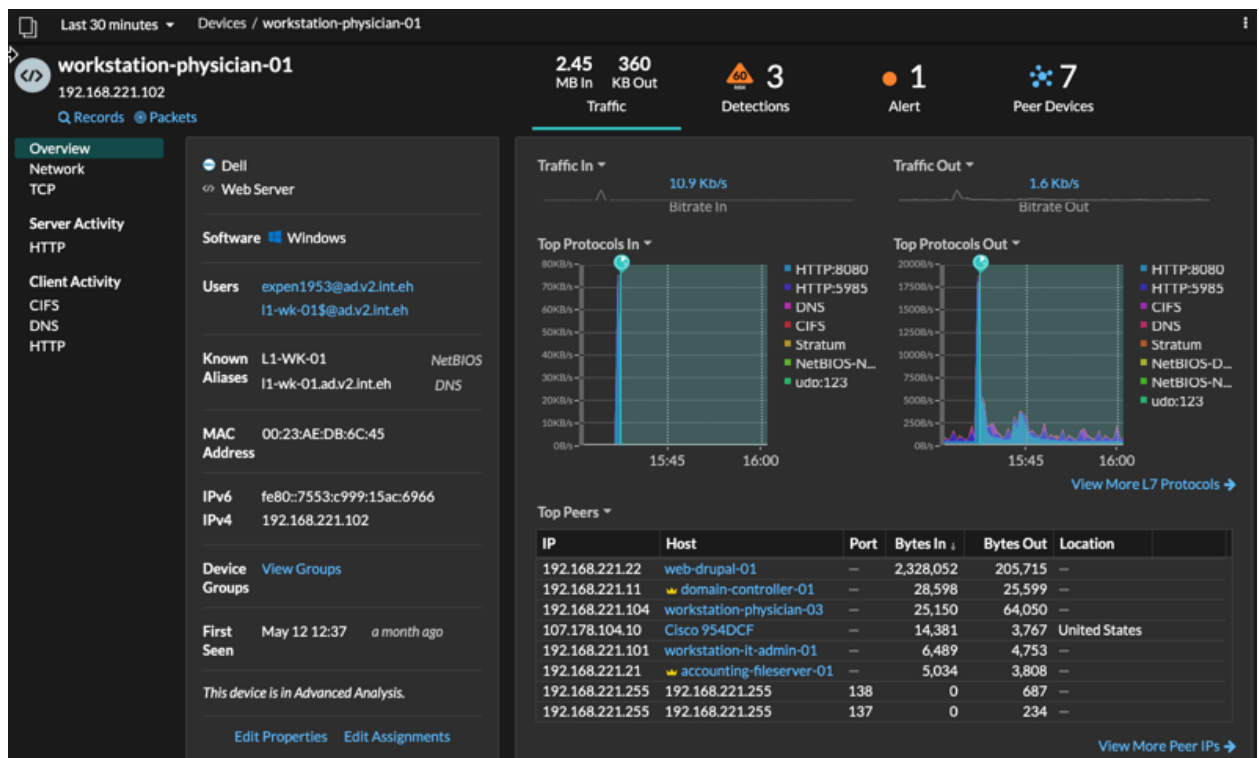 Last 30 minutes Devices / workstation-physician-01
workstation-physician-01
192.168.221.102
Records Packets
2.45 360
MB In KB Out
Traffic
60
RISK
3
Detections
1
Alert
7
Peer Devices
Overview
Network
TCP
Server Activity
HTTP
Client Activity
CIFS
DNS
HTTP
Dell
Web Server
Software Windows
Users expen1953@ad.v2.int.eh
l1-wk-01$@ad.v2.int.eh
Known L1-WK-01 NetBIOS
Aliases l1-wk-01.ad.v2.int.eh DNS
MAC 00:23:AE:DB:6C:45
Address
IPv6 fe80::7553:c999:15ac:6966
IPv4 192.168.221.102
Device View Groups
Groups
First May 12 12:37 a month ago
Seen
This device is in Advanced Analysis.
Edit Properties Edit Assignments
Traffic In
10.9 Kb/s
Bitrate In
Traffic Out
1.6 Kb/s
Bitrate Out
Top Protocols In
80KB/s
70KB/s
60KB/s
50KB/s
40KB/s
30KB/s
20KB/s
10KB/s
0B/s
15:45 16:00
HTTP:8080
HTTP:5985
DNS
CIFS
Stratum
NetBIOS-N...
udp:123
Top Protocols Out
2000B/s
1750B/s
1500B/s
1250B/s
1000B/s
750B/s
500B/s
250B/s
0B/s
15:45 16:00
HTTP:8080
HTTP:5985
CIFS
DNS
Stratum
NetBIOS-D...
NetBIOS-N...
udp:123
View More L7 Protocols
Top Peers
IP Host Port Bytes In ↓ Bytes Out Location
192.168.221.22 web-drupal-01 — 2,328,052 205,715 —
192.168.221.11 domain-controller-01 — 28,598 25,599 —
192.168.221.104 workstation-physician-03 — 25,150 64,050 —
107.178.104.10 Cisco 954DCF — 14,381 3,767 United States
192.168.221.101 workstation-it-admin-01 — 6,489 4,753 —
192.168.221.21 accounting-fileserver-01 — 5,034 3,808 —
192.168.221.255 192.168.221.255 138 0 687 —
192.168.221.255 192.168.221.255 137 0 234 —
View More Peer IPs